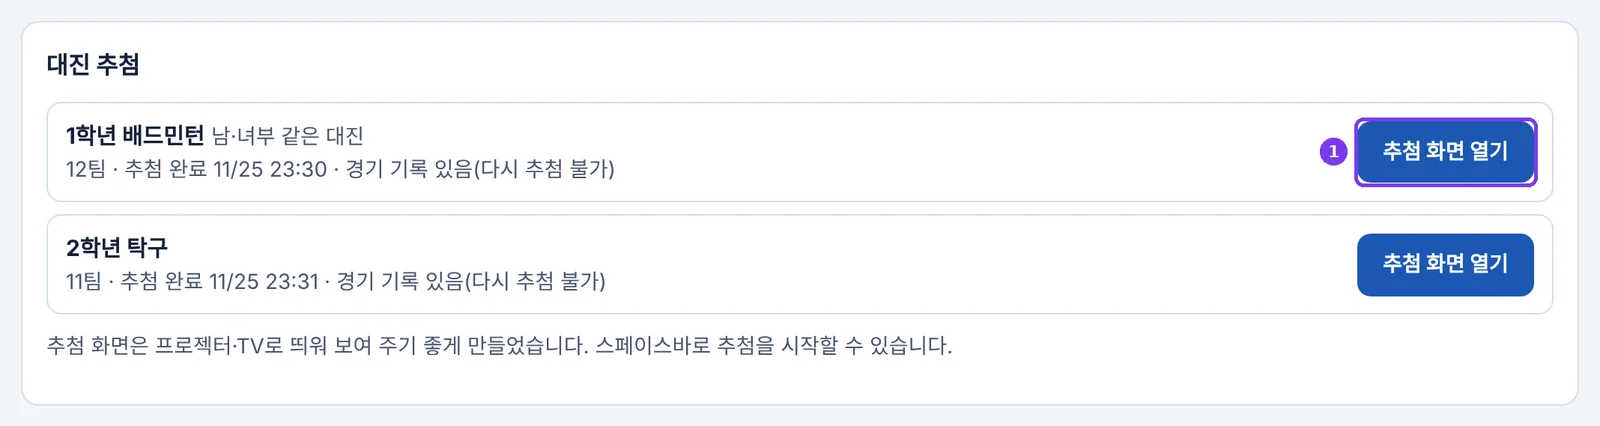 대진 추첨
1학년 배드민턴 남·녀부 같은 대진
12팀 · 추첨 완료 11/25 23:30 · 경기 기록 있음(다시 추첨 불가)
1 추첨 화면 열기
2학년 탁구
11팀 · 추첨 완료 11/25 23:31 · 경기 기록 있음(다시 추첨 불가)
추첨 화면 열기
추첨 화면은 프로젝터·TV로 띄워 보여 주기 좋게 만들었습니다. 스페이스바로 추첨을 시작할 수 있습니다.